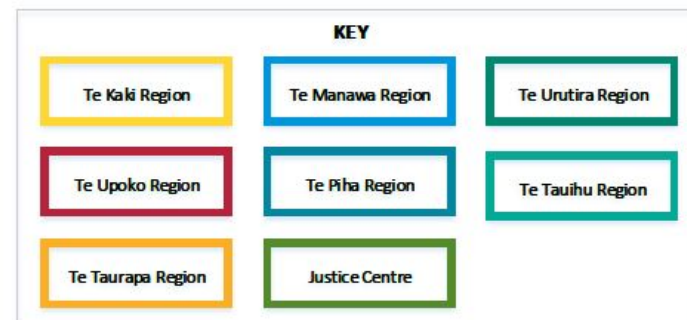 KEY
Te Kaki Region
Te Manawa Region
Te Urutira Region
Te Upoko Region
Te Piha Region
Te Tauihu Region
Te Taurapa Region
Justice Centre